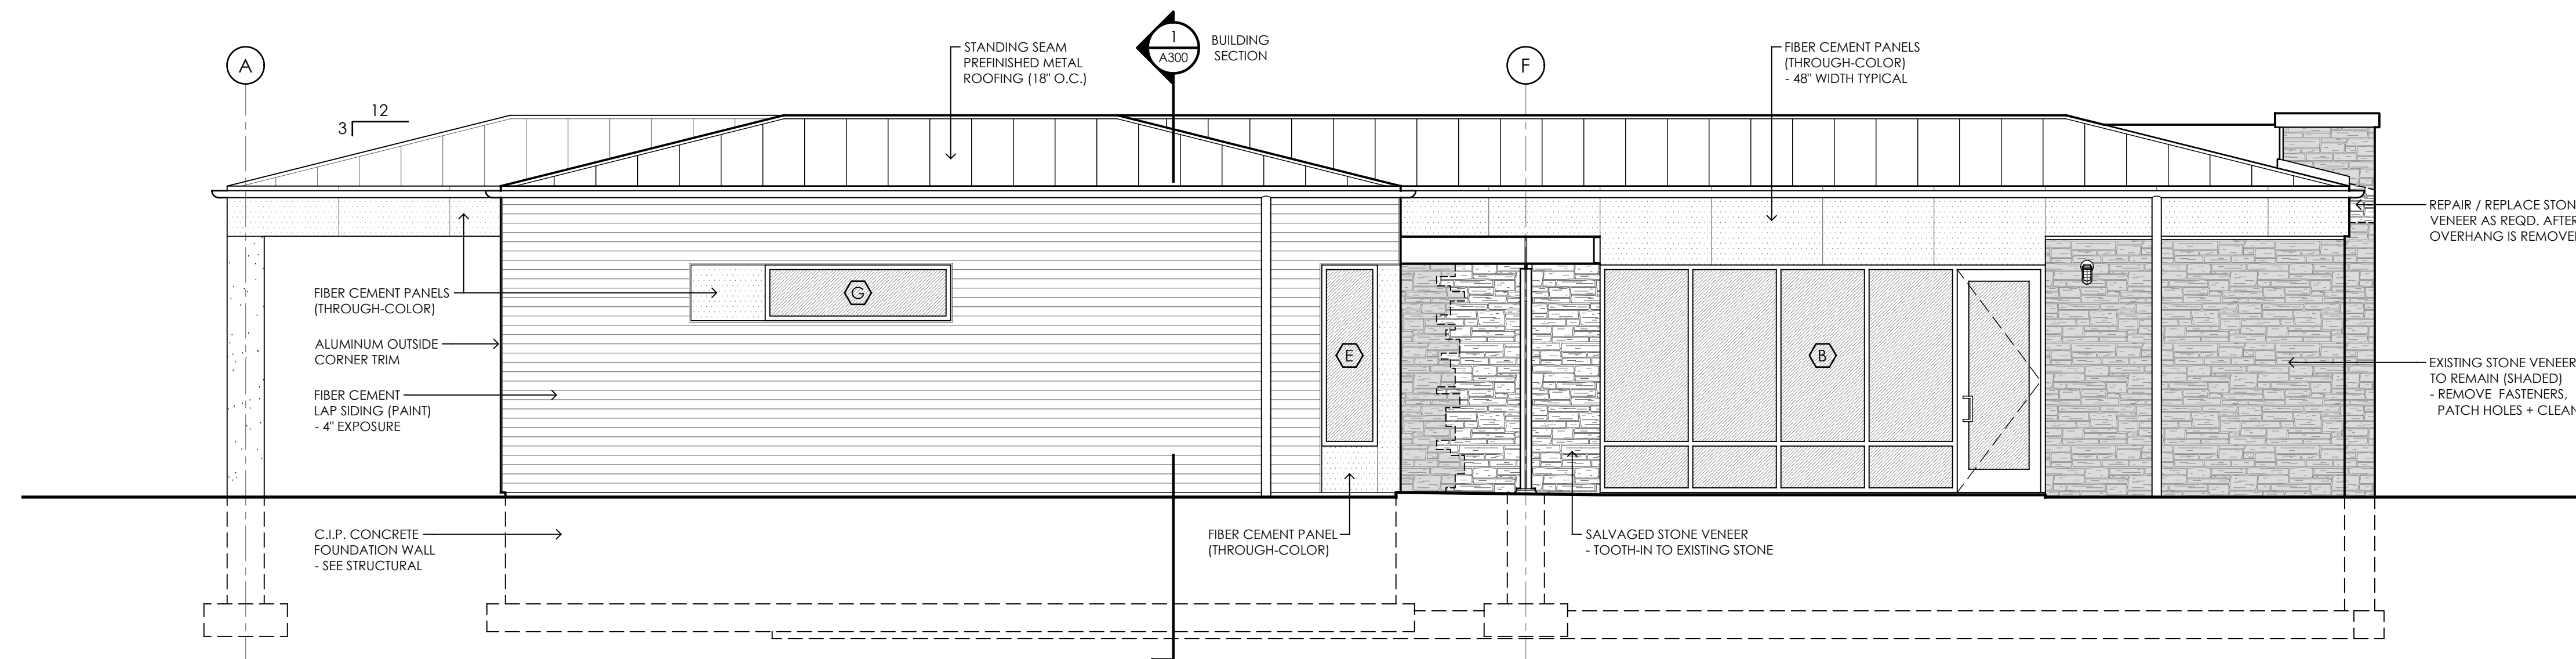 1
A300
BUILDING
SECTION
A
F
12
3
STANDING SEAM
PREFINISHED METAL
ROOFING (18" O.C.)
FIBER CEMENT PANELS
(THROUGH-COLOR)
- 48" WIDTH TYPICAL
REPAIR / REPLACE STON
VENEER AS REQD. AFTER
OVERHANG IS REMOVE
FIBER CEMENT PANELS
(THROUGH-COLOR)
G
ALUMINUM OUTSIDE
CORNER TRIM
E
B
EXISTING STONE VENEER
TO REMAIN (SHADED)
- REMOVE FASTENERS,
PATCH HOLES + CLEAN
FIBER CEMENT
LAP SIDING (PAINT)
- 4" EXPOSURE
C.I.P. CONCRETE
FOUNDATION WALL
- SEE STRUCTURAL
FIBER CEMENT PANEL
(THROUGH-COLOR)
SALVAGED STONE VENEER
- TOOTH-IN TO EXISTING STONE